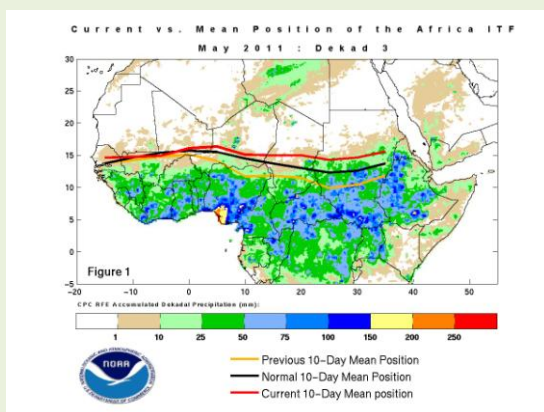 Current vs. Mean Position of the Africa ITF
May 2011 : Dekad 3
30
25
20
15
10
5
0
−5
Figure 1
−20 −10 0 10 20 30 40 50
CPC RFE Accumulated Dekadal Precipitation (mm):
1 10 25 50 75 100 150 200 250
NOAA
Previous 10-Day Mean Position
Normal 10-Day Mean Position
Current 10-Day Mean position